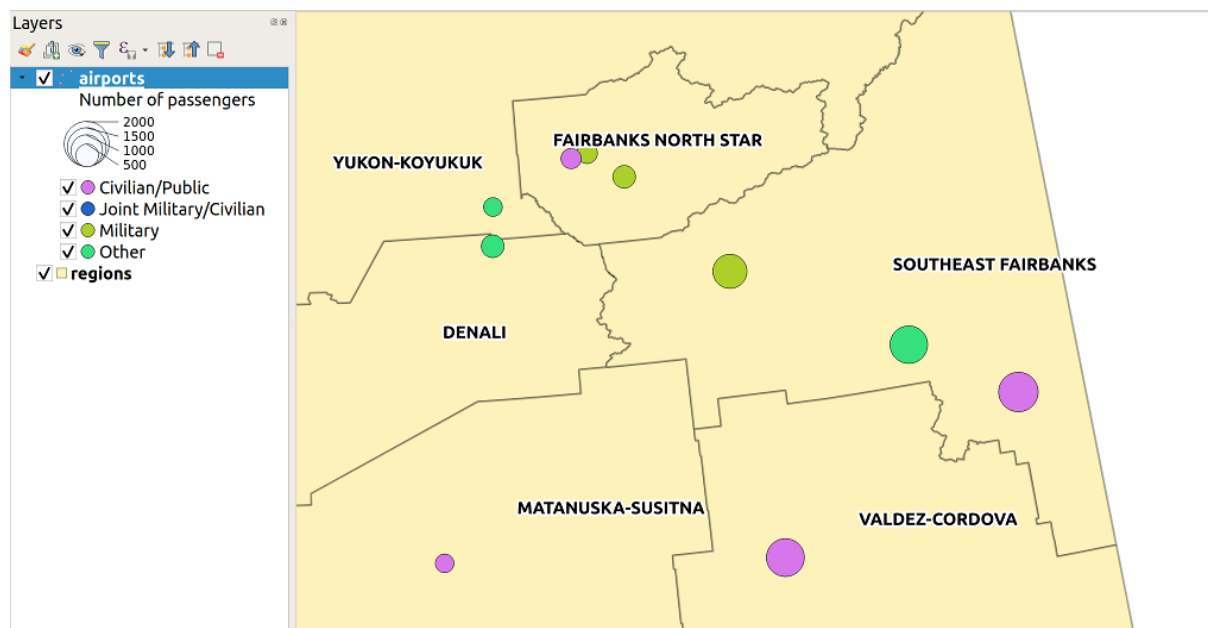 Layers
airports
Number of passengers
2000
1500
1000
500
Civilian/Public
Joint Military/Civilian
Military
Other
regions
FAIRBANKS NORTH STAR
YUKON-KOYUKUK
SOUTHEAST FAIRBANKS
DENALI
MATANUSKA-SUSITNA
VALDEZ-CORDOVA